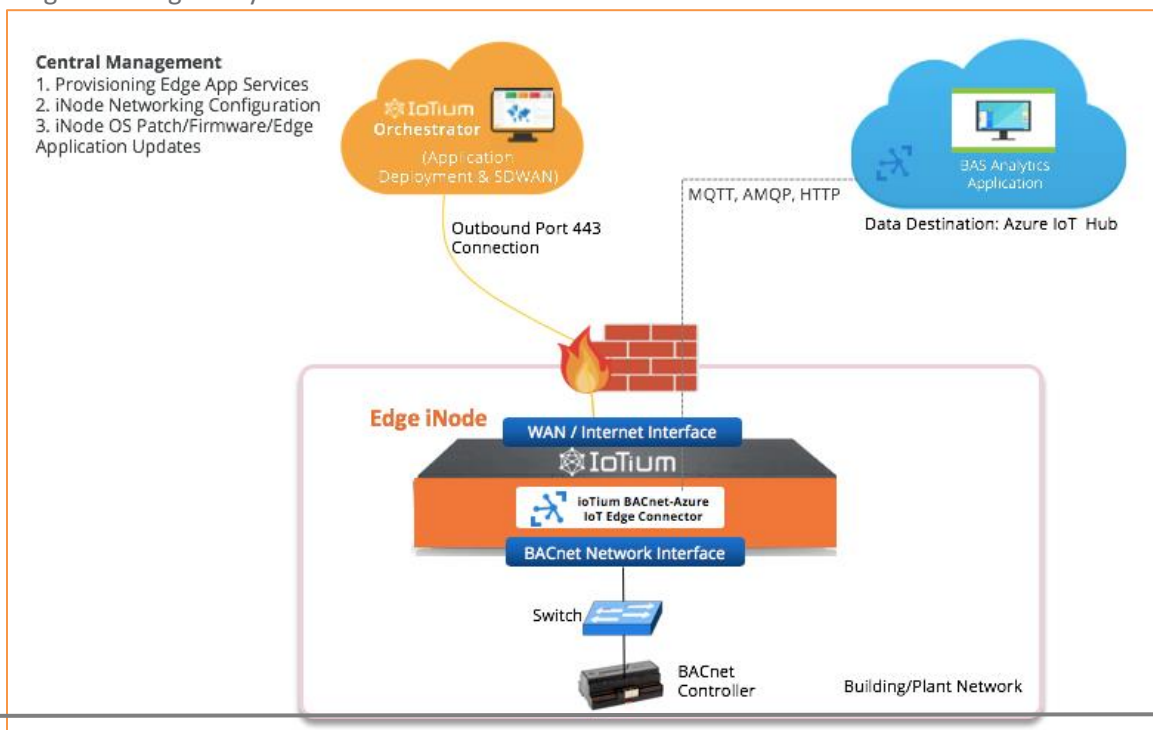 Central Management
1. Provisioning Edge App Services
2. iNode Networking Configuration
3. iNode OS Patch/Firmware/Edge
Application Updates
IoTium
Orchestrator
(Application
Deployment & SDWAN)
BAS Analytics
Application
MQTT, AMQP, HTTP
Data Destination: Azure IoT Hub
Outbound Port 443
Connection
Edge iNode
WAN / Internet Interface
IoTium
ioTium BACnet-Azure
IoT Edge Connector
BACnet Network Interface
Switch
BACnet
Controller
Building/Plant Network